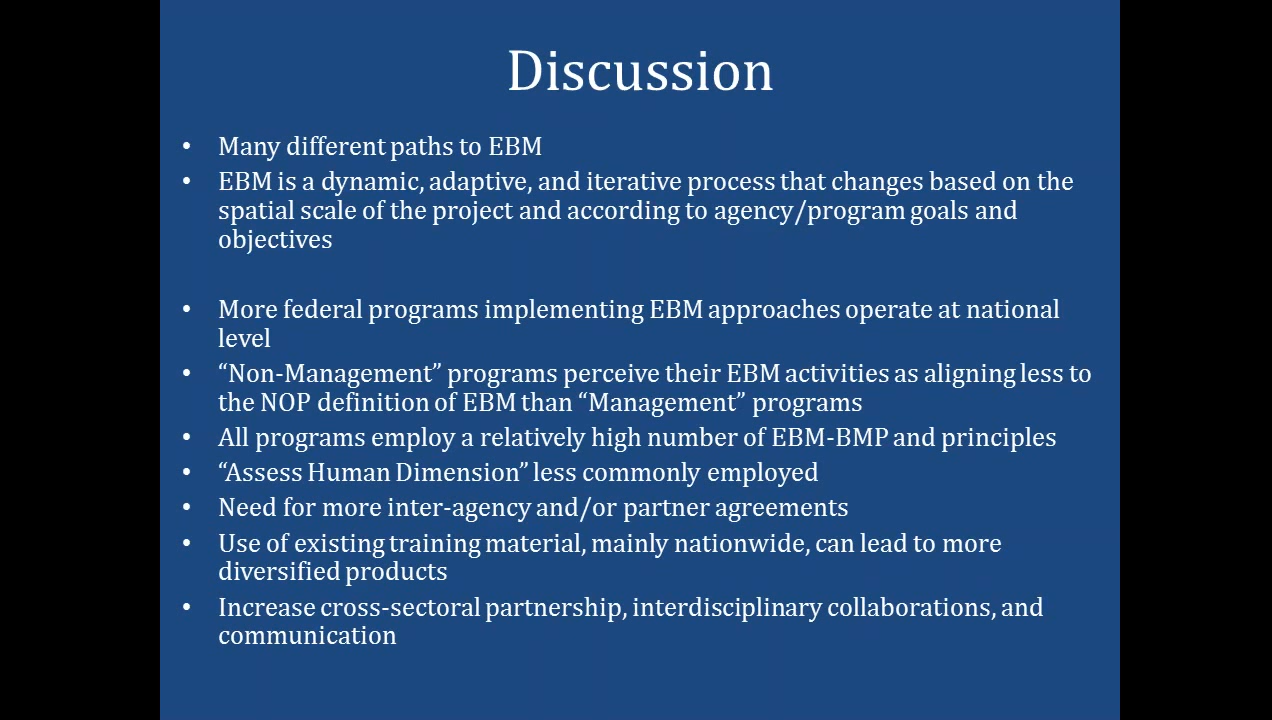 Discussion
• Many different paths to EBM
• EBM is a dynamic, adaptive, and iterative process that changes based on the
spatial scale of the project and according to agency/program goals and
objectives
• More federal programs implementing EBM approaches operate at national
level
• “Non-Management” programs perceive their EBM activities as aligning less to
the NOP definition of EBM than “Management” programs
• All programs employ a relatively high number of EBM-BMP and principles
• “Assess Human Dimension” less commonly employed
• Need for more inter-agency and/or partner agreements
• Use of existing training material, mainly nationwide, can lead to more
diversified products
• Increase cross-sectoral partnership, interdisciplinary collaborations, and
communication